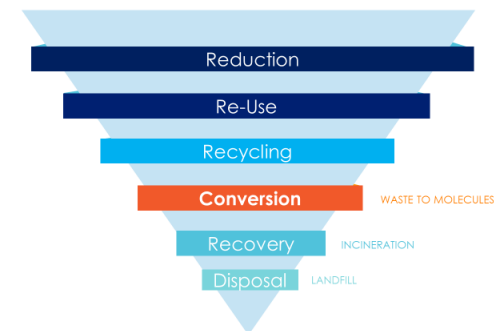 Reduction
Re-Use
Recycling
Conversion WASTE TO MOLECULES
Recovery INCINERATION
Disposal LANDFILL